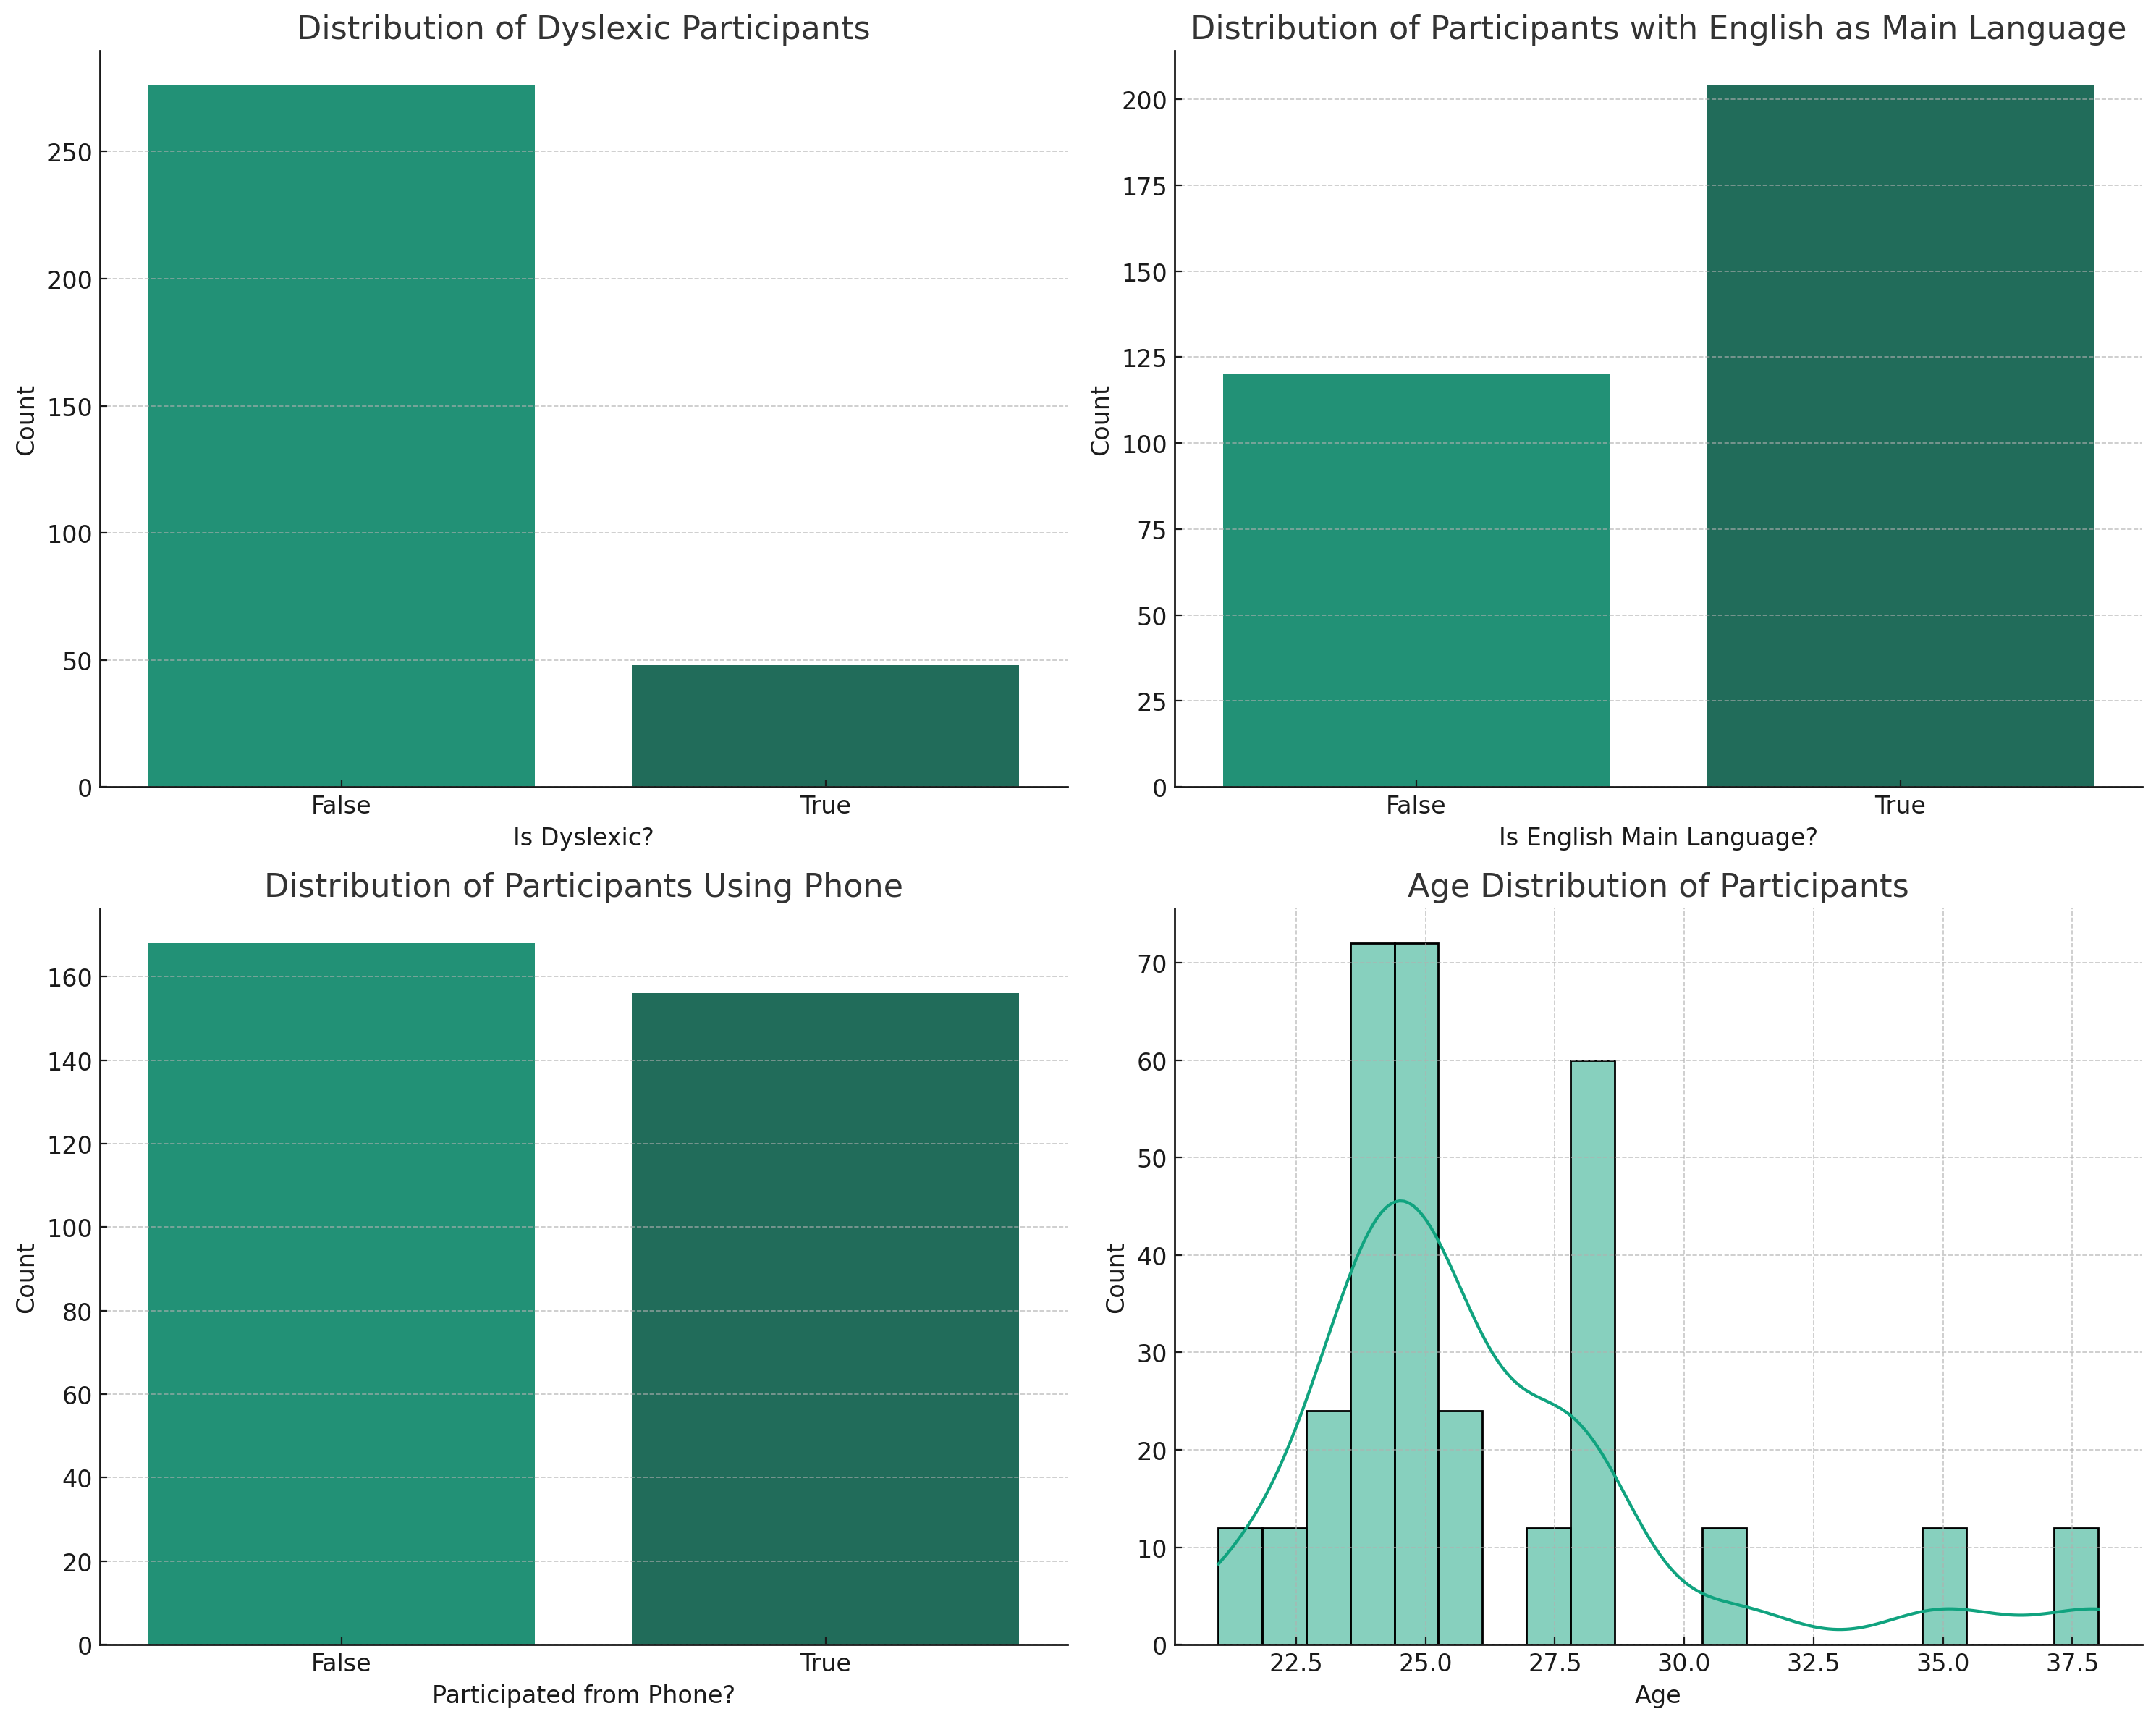 Distribution of Dyslexic Participants
250
200
150
100
50
0
Count
False
True
Is Dyslexic?
Distribution of Participants with English as Main Language
200
175
150
125
100
75
50
25
0
Count
False
True
Is English Main Language?
Distribution of Participants Using Phone
160
140
120
100
80
60
40
20
0
Count
False
True
Participated from Phone?
Age Distribution of Participants
70
60
50
40
30
20
10
0
Count
22.5
25.0
27.5
30.0
32.5
35.0
37.5
Age